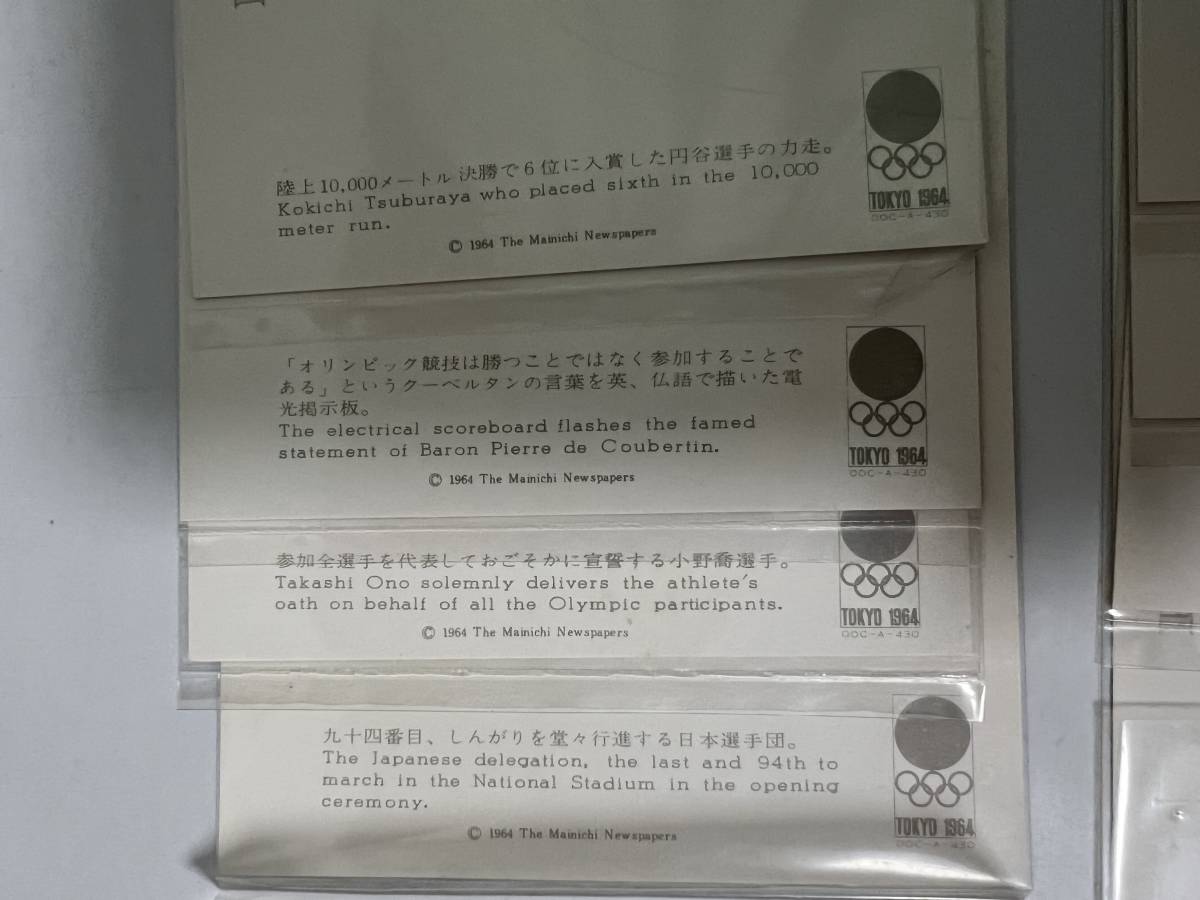 陸上10,000メートル 決勝で6位に入賞した円谷選手の力走。
Kokichi Tsuburaya who placed sixth in the 10,000
meter run.
© 1964 The Mainichi Newspapers
TOKYO 1964
OOC-A-430
「オリンピック競技は勝つことではなく参加することで
ある」というクーベルタンの言葉を英、仏語で描いた電
光掲示板。
The electrical scoreboard flashes the famed
statement of Baron Pierre de Coubertin.
© 1964 The Mainichi Newspapers
TOKYO 1964
OOC-A-430
参加全選手を代表しておごそかに宣誓する小野喬選手。
Takashi Ono solemnly delivers the athlete's
oath on behalf of all the Olympic participants.
© 1964 The Mainichi Newspapers
TOKYO 1964
OOC-A-430
九十四番目、しんがりを堂々行進する日本選手団。
The Japanese delegation, the last and 94th to
march in the National Stadium in the opening
ceremony.
© 1964 The Mainichi Newspapers
TOKYO 1964
OOC-A-430